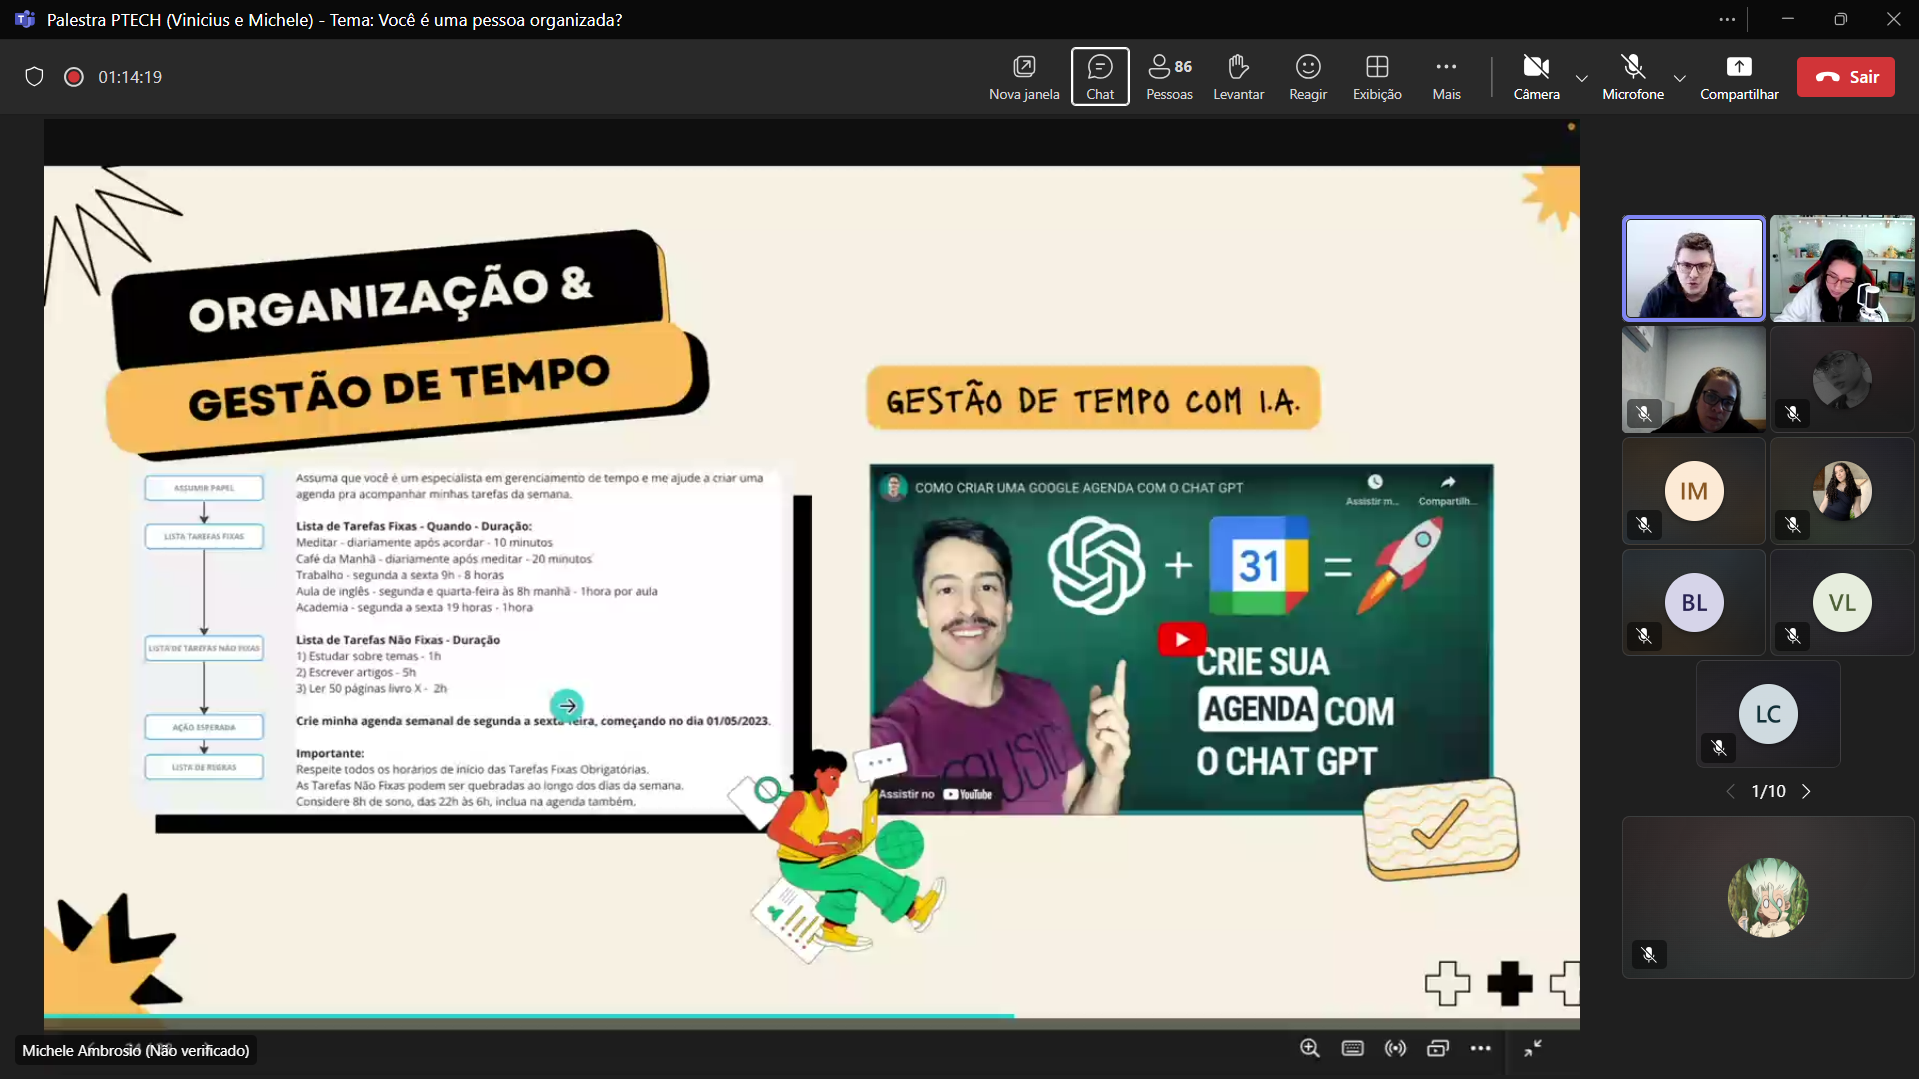 Palestra PTECH (Vinicius e Michele) - Tema: Você é uma pessoa organizada?
01:14:19
Nova janela
Chat
86
Pessoas
Levantar
Reagir
Exibição
Mais
Câmera
Microfone
Compartilhar
Sair
ORGANIZAÇÃO &
GESTÃO DE TEMPO
ASSUMIR PAPEL
LISTA TAREFAS FIXAS
LISTA DE TAREFAS NÃO FIXAS
AÇÃO ESPERADA
LISTA DE REGRAS
Assuma que você é um especialista em gerenciamento de tempo e me ajude a criar uma
agenda pra acompanhar minhas tarefas da semana.
Lista de Tarefas Fixas - Quando - Duração:
Meditar - diariamente após acordar - 10 minutos
Café da Manhã - diariamente após meditar - 20 minutos
Trabalho - segunda a sexta 9h - 8 horas
Aula de inglês - segunda e quarta-feira às 8h manhã - 1hora por aula
Academia - segunda a sexta 19 horas - 1hora
Lista de Tarefas Não Fixas - Duração
1) Estudar sobre temas - 1h
2) Escrever artigos - 5h
3) Ler 50 páginas livro X - 2h
Crie minha agenda semanal de segunda a sexta-feira, começando no dia 01/05/2023.
Importante:
Respeite todos os horários de início das Tarefas Fixas Obrigatórias.
As Tarefas Não Fixas podem ser quebradas ao longo dos dias da semana.
Considere 8h de sono, das 22h às 6h, inclua na agenda também.
GESTÃO DE TEMPO COM I.A.
COMO CRIAR UMA GOOGLE AGENDA COM O CHAT GPT
Assistir m...
Compartilh...
+
31
=
CRIE SUA
AGENDA COM
O CHAT GPT
MUSIC
Assistir no YouTube
IM
BL
VL
LC
1/10
Michele Ambrosio (Não verificado)